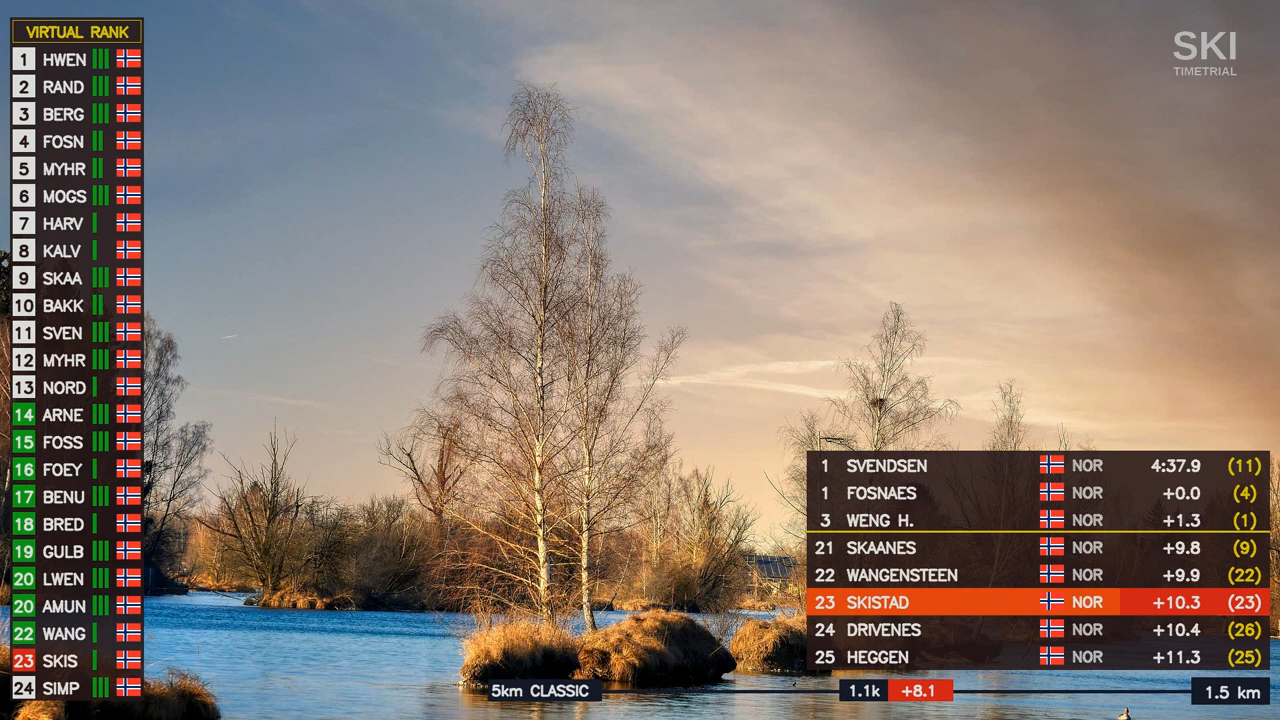 VIRTUAL RANK
1 HWEN
2 RAND
3 BERG
4 FOSN
5 MYHR
6 MOGS
7 HARV
8 KALV
9 SKAA
10 BAKK
11 SVEN
12 MYHR
13 NORD
14 ARNE
15 FOSS
16 FOEY
17 BENU
18 BRED
19 GULB
20 LWEN
20 AMUN
22 WANG
23 SKIS
24 SIMP
SKI
TIMETRIAL
1 SVENDSEN NOR 4:37.9 (11)
1 FOSNAES NOR +0.0 (4)
3 WENG H. NOR +1.3 (1)
21 SKAANES NOR +9.8 (9)
22 WANGENSTEEN NOR +9.9 (22)
23 SKISTAD NOR +10.3 (23)
24 DRIVENES NOR +10.4 (26)
25 HEGGEN NOR +11.3 (25)
5km CLASSIC 1.1k +8.1 1.5 km